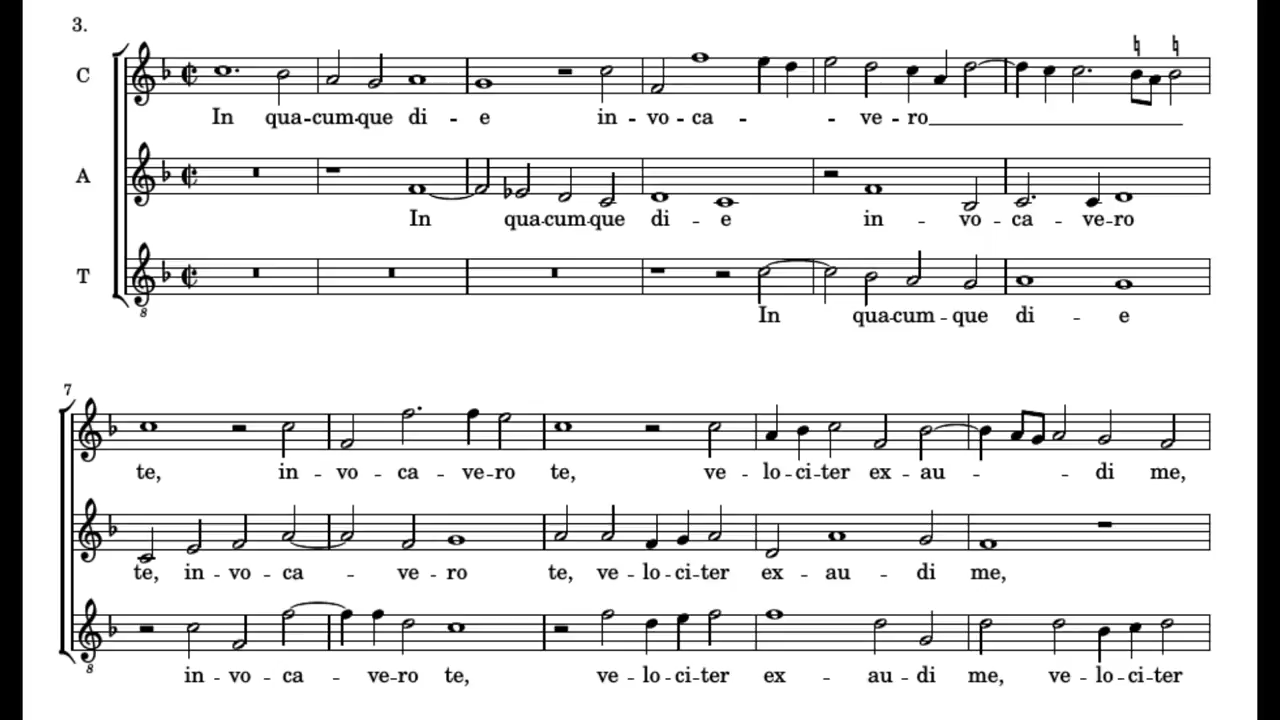 3.
C
In qua-cum-que di - e in - vo - ca - - ve - ro
A
In qua-cum-que di - e in - vo - ca - ve-ro
T
8
In qua-cum-que di - e
7
te, in - vo - ca - ve-ro te, ve - lo-ci-ter ex - au - - di me,
te, in - vo - ca - ve - ro te, ve-lo-ci-ter ex - au - di me,
8
in - vo - ca - ve-ro te, ve-lo-ci-ter ex - au-di me, ve-lo-ci-ter